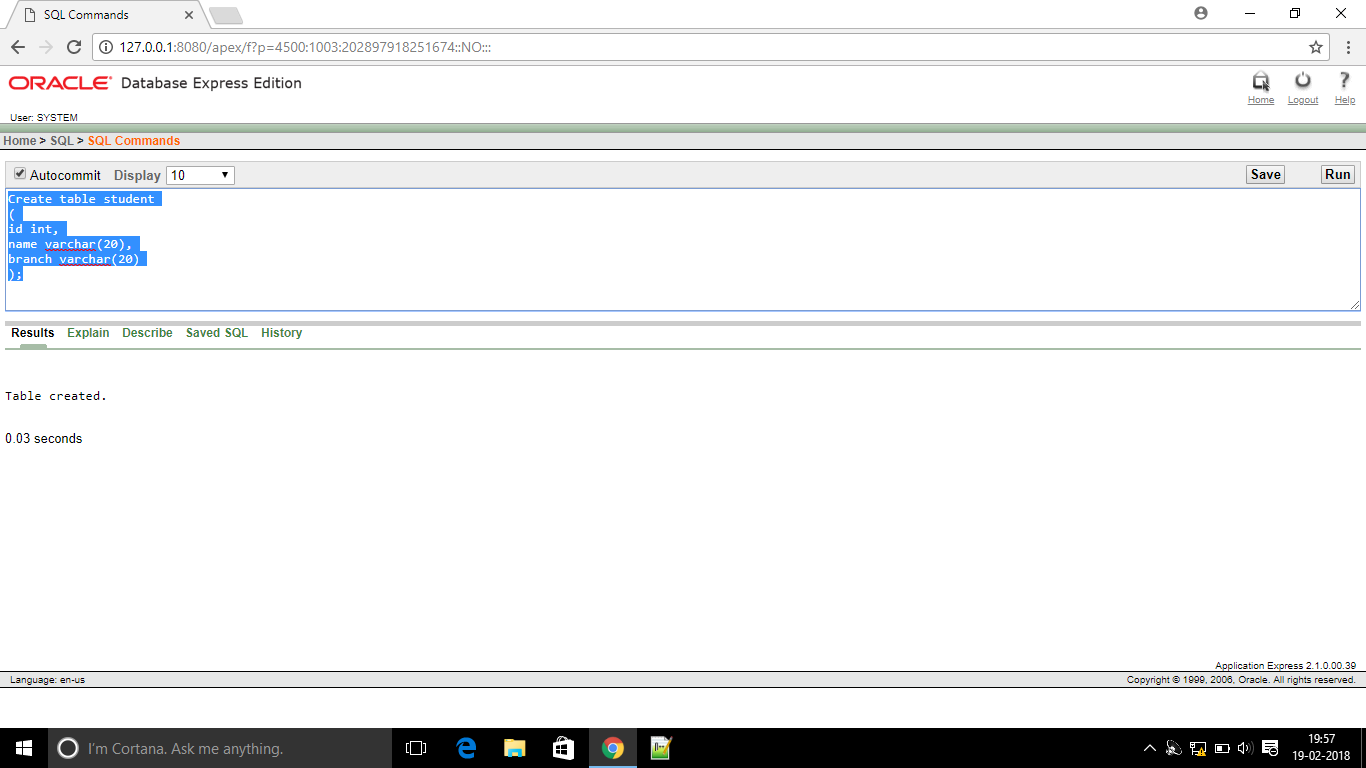 SQL Commands
127.0.0.1:8080/apex/f?p=4500:1003:202897918251674::NO:::
ORACLE Database Express Edition
Home Logout Help
User: SYSTEM
Home > SQL > SQL Commands
Autocommit Display 10 Save Run
Create table student
(
id int,
name varchar(20),
branch varchar(20)
);
Results Explain Describe Saved SQL History
Table created.
0.03 seconds
Application Express 2.1.0.00.39
Language: en-us Copyright © 1999, 2006, Oracle. All rights reserved.
I'm Cortana. Ask me anything.
19:57
19-02-2018